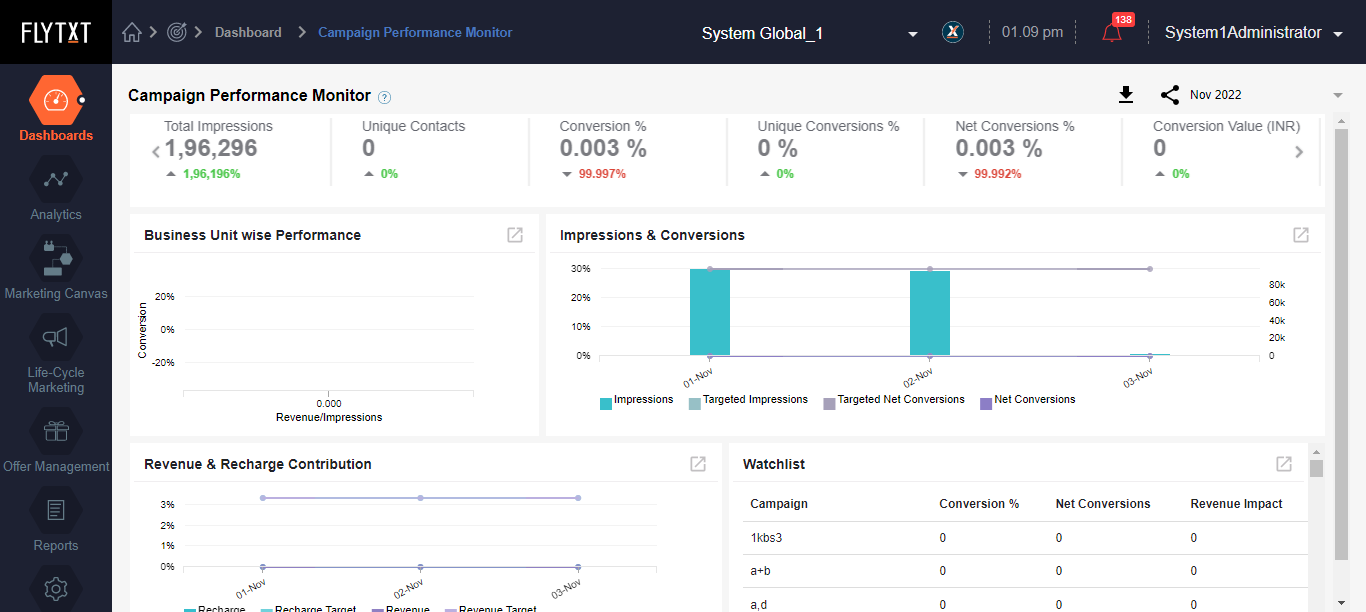 FLYTXT
Dashboard
Campaign Performance Monitor
System Global_1
X
01.09 pm
138
System1Administrator
Dashboards
Analytics
Marketing Canvas
Life-Cycle
Marketing
Offer Management
Reports
Campaign Performance Monitor ?
Nov 2022
Total Impressions
1,96,296
1,96,196%
Unique Contacts
0
0%
Conversion %
0.003 %
99.997%
Unique Conversions %
0 %
0%
Net Conversions %
0.003 %
99.992%
Conversion Value (INR)
0
0%
Business Unit wise Performance
Conversion
20%
0%
-20%
0.000
Revenue/Impressions
Impressions & Conversions
30%
20%
10%
0%
80k
60k
40k
20k
0
01-Nov
02-Nov
03-Nov
Impressions
Targeted Impressions
Targeted Net Conversions
Net Conversions
Revenue & Recharge Contribution
3%
2%
1%
0%
01-Nov
02-Nov
03-Nov
Recharge
Recharge Target
Revenue
Revenue Target
Watchlist
Campaign Conversion % Net Conversions Revenue Impact
1kbs3 0 0 0
a+b 0 0 0
a,d 0 0 0